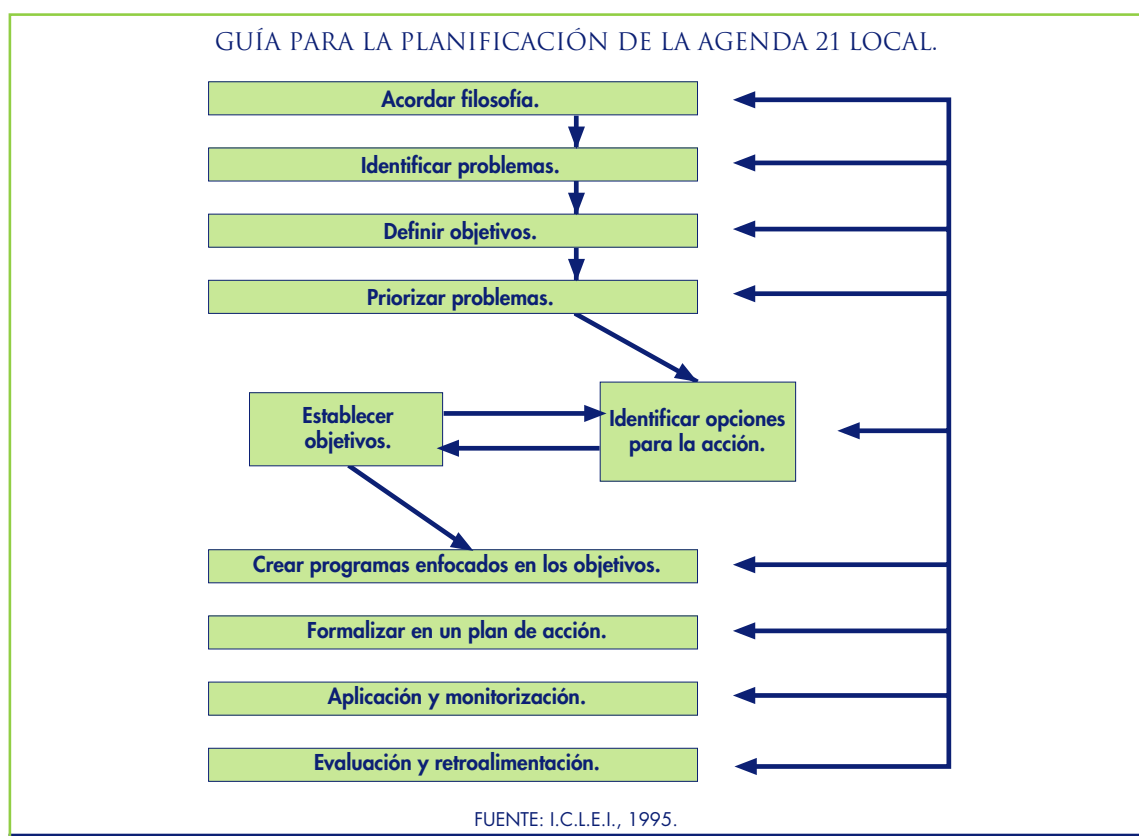 GUÍA PARA LA PLANIFICACIÓN DE LA AGENDA 21 LOCAL.
Acordar filosofía.
Identificar problemas.
Definir objetivos.
Priorizar problemas.
Establecer
objetivos.
Identificar opciones
para la acción.
Crear programas enfocados en los objetivos.
Formalizar en un plan de acción.
Aplicación y monitorización.
Evaluación y retroalimentación.
FUENTE: I.C.L.E.I., 1995.